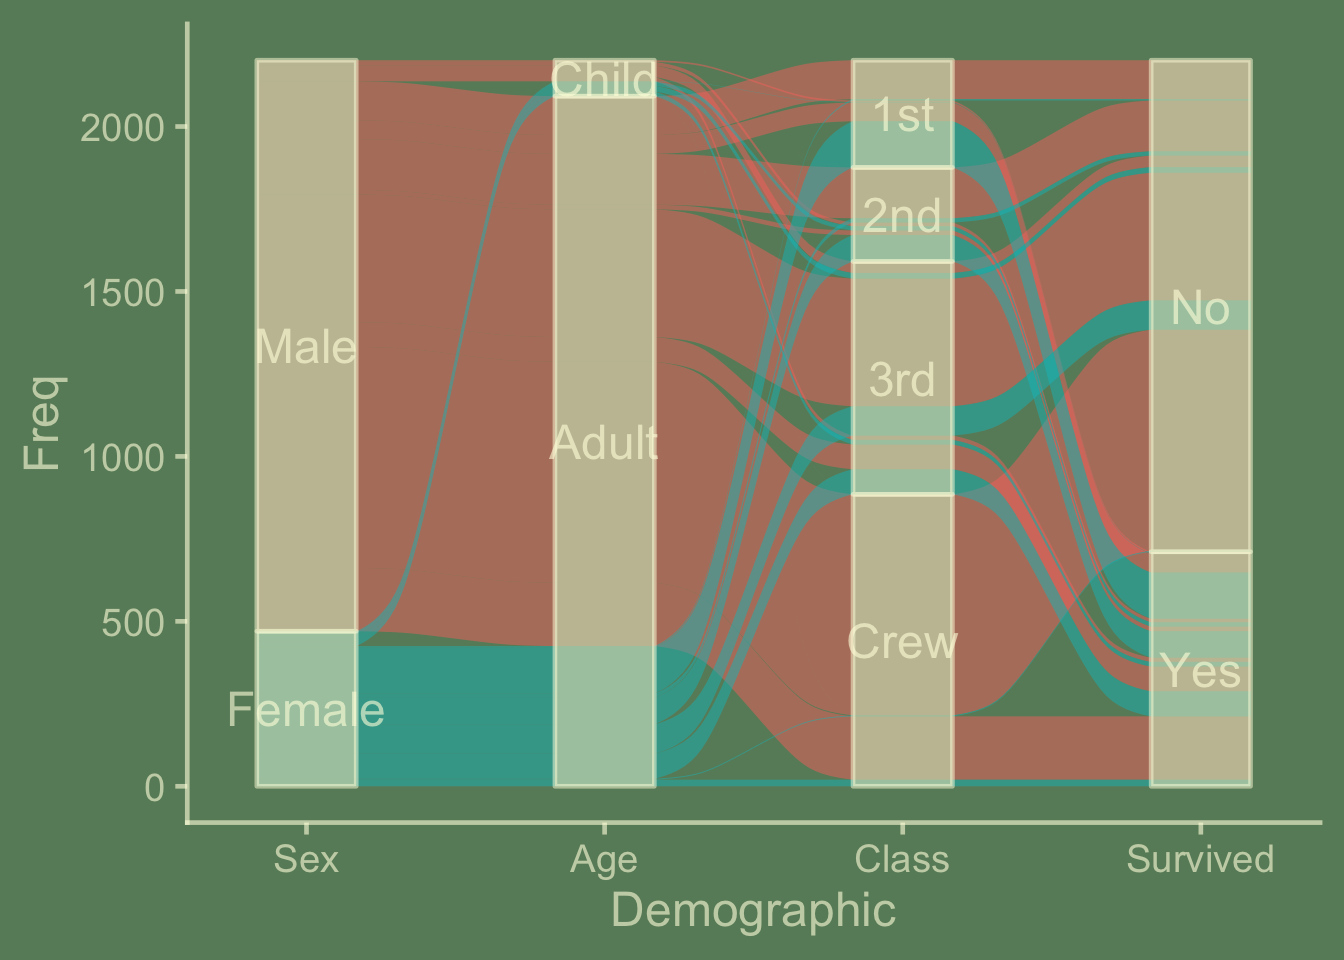 Freq
2000
1500
1000
500
0
Male
Female
Child
Adult
1st
2nd
3rd
Crew
No
Yes
Sex
Age
Class
Survived
Demographic